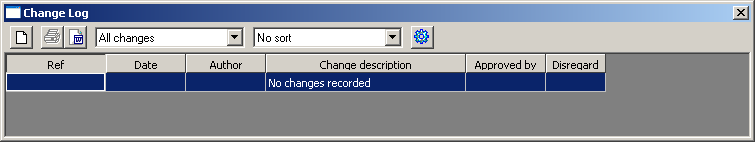 Change Log
All changes No sort
Ref Date Author Change description Approved by Disregard
No changes recorded